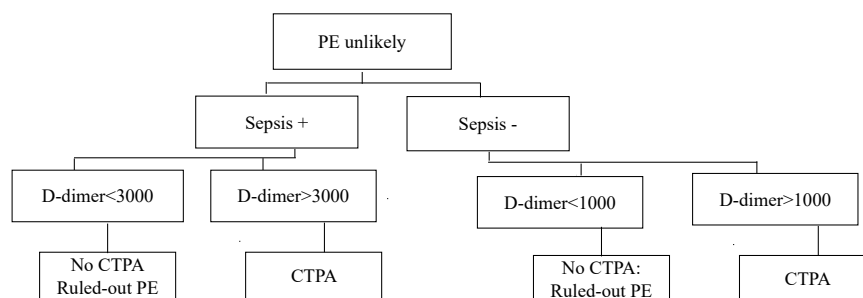 PE unlikely
Sepsis +
Sepsis -
D-dimer<3000
D-dimer>3000
D-dimer<1000
D-dimer>1000
No CTPA
Ruled-out PE
CTPA
No CTPA:
Ruled-out PE
CTPA